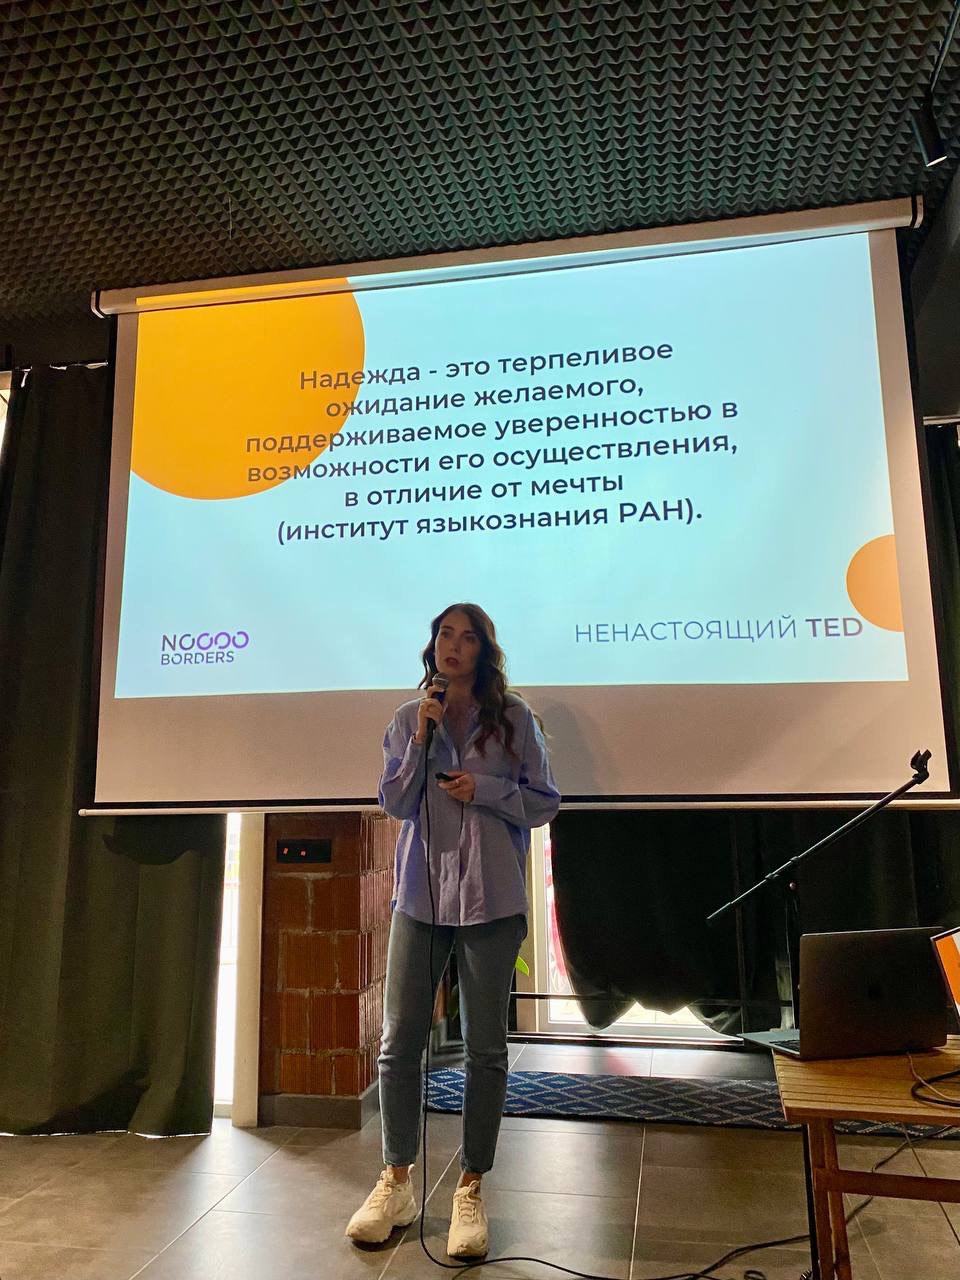 Надежда - это терпеливое
ожидание желаемого,
поддерживаемое уверенностью в
возможности его осуществления,
в отличие от мечты
(институт языкознания РАН).
NOOOO
BORDERS
НЕНАСТОЯЩИЙ TED